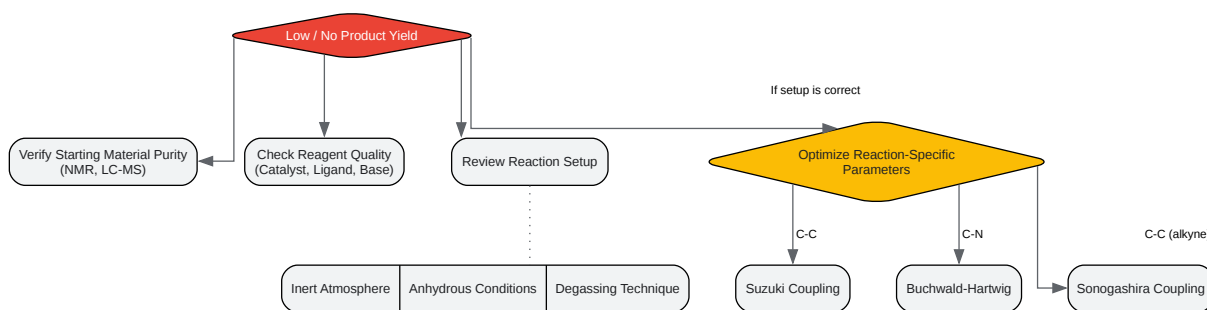 Low / No Product Yield
If setup is correct
Verify Starting Material Purity
(NMR, LC-MS)
Check Reagent Quality
(Catalyst, Ligand, Base)
Review Reaction Setup
Optimize Reaction-Specific
Parameters
C-C
C-N
C-C (alkyne
Inert Atmosphere
Anhydrous Conditions
Degassing Technique
Suzuki Coupling
Buchwald-Hartwig
Sonogashira Coupling